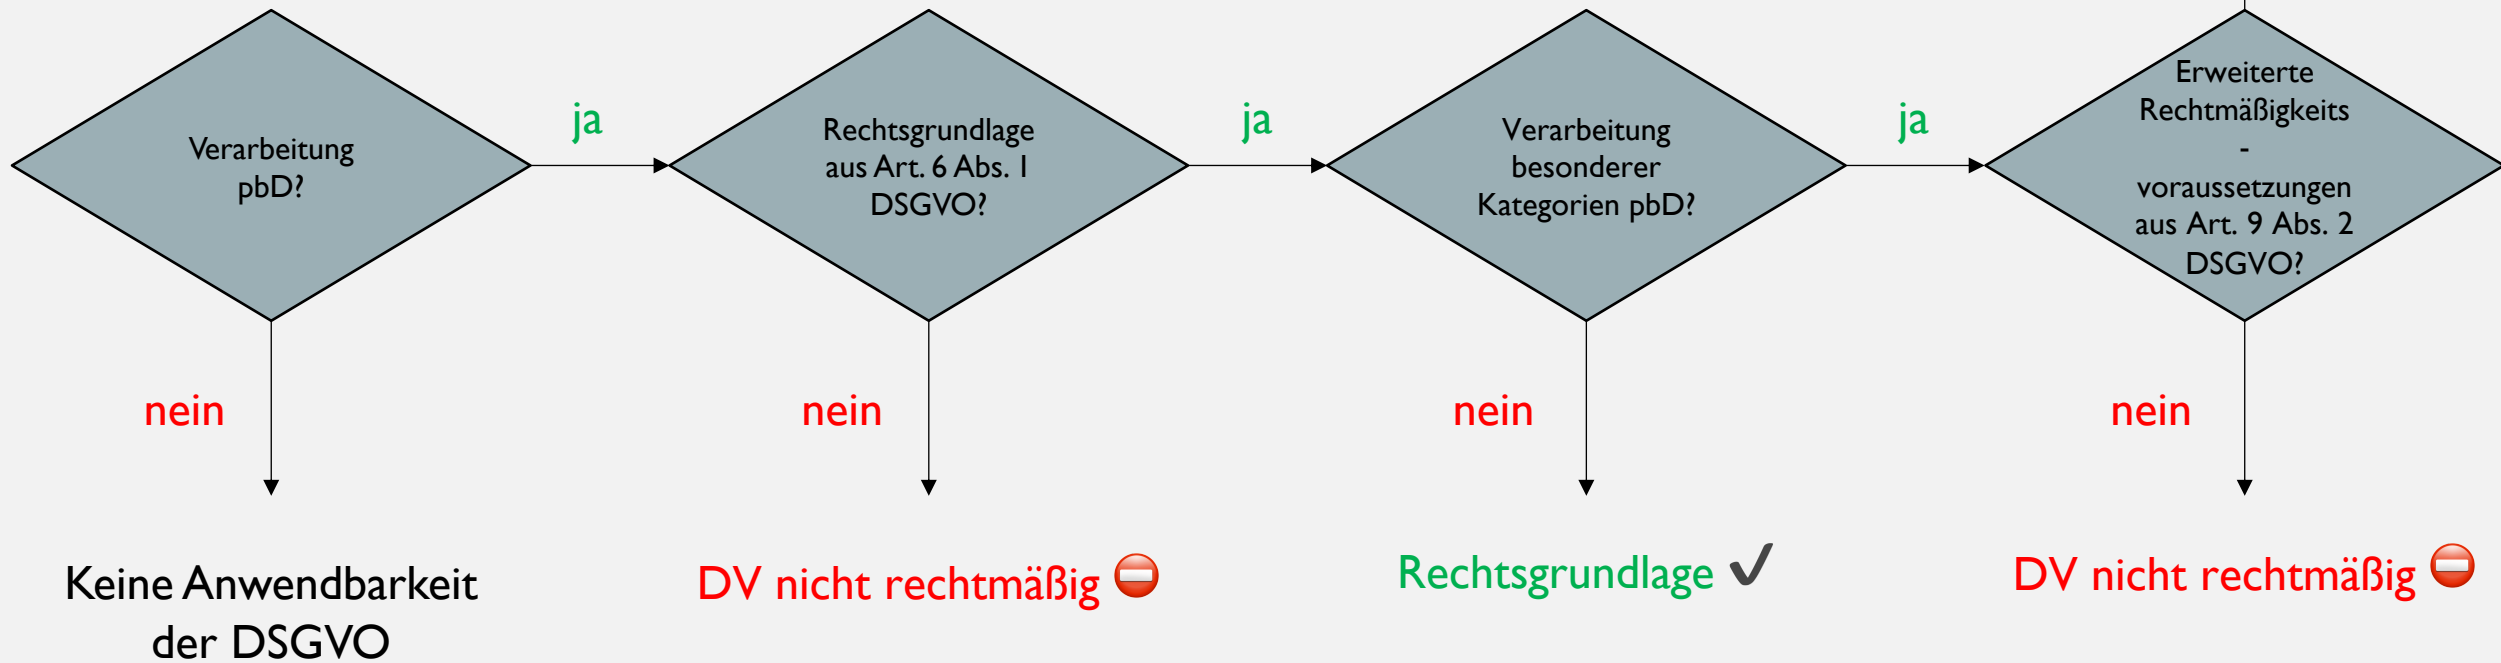 Verarbeitung
pbD?
ja
Rechtsgrundlage
aus Art. 6 Abs. 1
DSGVO?
ja
Verarbeitung
besonderer
Kategorien pbD?
ja
Erweiterte
Rechtmäßigkeits
-
voraussetzungen
aus Art. 9 Abs. 2
DSGVO?
nein
nein
nein
nein
Keine Anwendbarkeit
der DSGVO
DV nicht rechtmäßig ⛔
Rechtsgrundlage ✔
DV nicht rechtmäßig ⛔